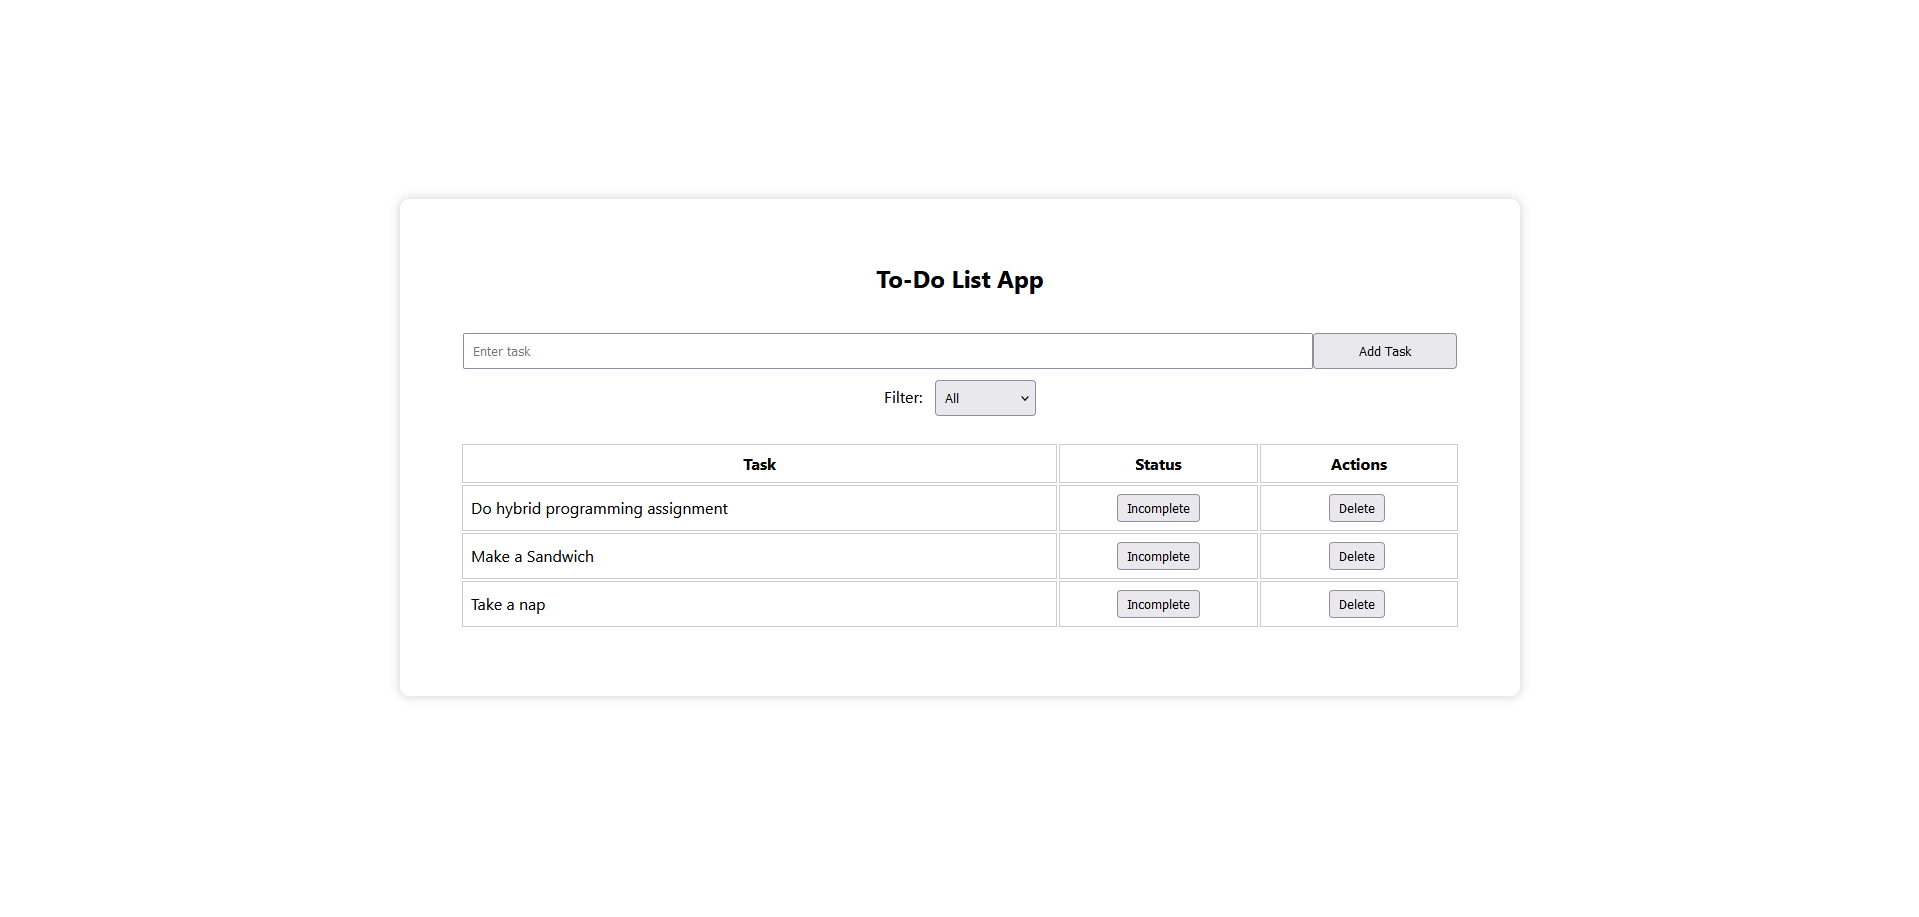 To-Do List App
Enter task Add Task
Filter: All
Task Status Actions
Do hybrid programming assignment Incomplete Delete
Make a Sandwich Incomplete Delete
Take a nap Incomplete Delete